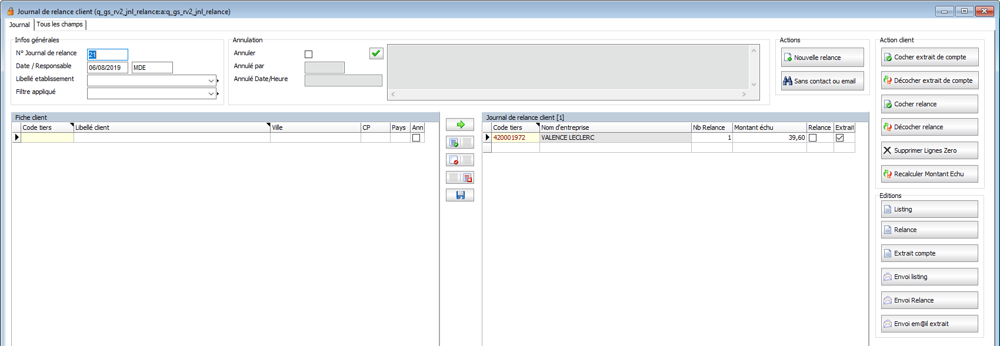 Journal de relance client (q_gs_rv2_jnl_relance:a:q_gs_rv2_jnl_relance)
Journal Tous les champs
Infos générales
N° Journal de relance 21
Date / Responsable 06/08/2019 MDE
Libellé etablissement
Filtre appliqué
Annulation
Annuler
Annulé par
Annulé Date/Heure
Actions
Nouvelle relance
Sans contact ou email
Action client
Cocher extrait de compte
Décocher extrait de compte
Cocher relance
Décocher relance
Supprimer Lignes Zero
Recalculer Montant Echu
Fiche client
Code tiers Libellé client Ville CP Pays Ann
Journal de relance client [1]
Code tiers Nom d'entreprise Nb Relance Montant échu Relance Extrait
420001972 VALENCE LECLERC 1 39,60
Editions
Listing
Relance
Extrait compte
Envoi listing
Envoi Relance
Envoi em@il extrait